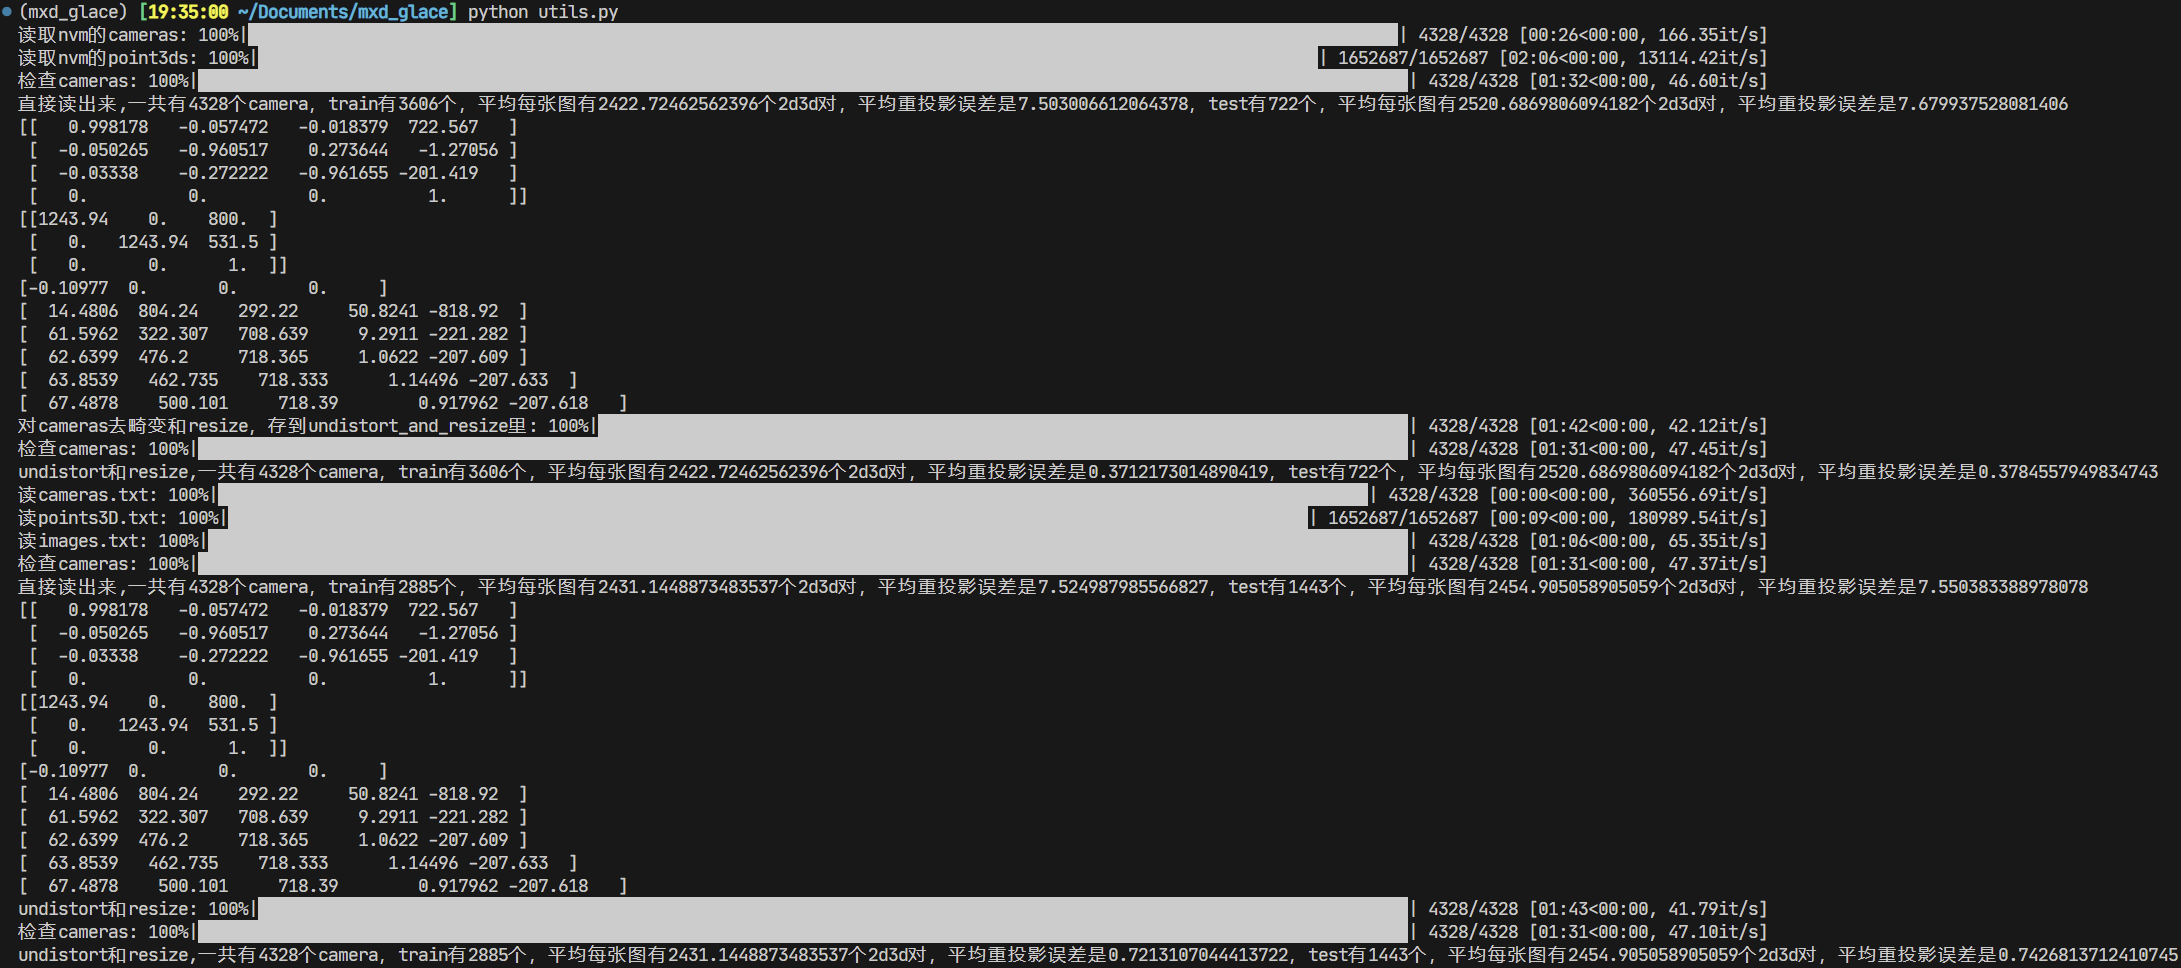 (mxd_glace) [19:35:00 ~/Documents/mxd_glace] python utils.py
读取nvm的cameras: 100%| | 4328/4328 [00:26<00:00, 166.35it/s]
读取nvm的point3ds: 100%| | 1652687/1652687 [02:06<00:00, 13114.42it/s]
检查cameras: 100%| | 4328/4328 [01:32<00:00, 46.60it/s]
直接读出来,一共有4328个camera, train有3606个, 平均每张图有2422.72462562396个2d3d对, 平均重投影误差是7.503006612064378, test有722个, 平均每张图有2520.6869806094182个2d3d对, 平均重投影误差是7.679937528081406
[[ 0.998178 -0.057472 -0.018379 722.567 ]
[ -0.050265 -0.960517 0.273644 -1.27056 ]
[ -0.03338 -0.272222 -0.961655 -201.419 ]
[ 0. 0. 0. 1. ]]
[[1243.94 0. 800. ]
[ 0. 1243.94 531.5 ]
[ 0. 0. 1. ]]
[-0.10977 0. 0. 0. ]
[ 14.4806 804.24 292.22 50.8241 -818.92 ]
[ 61.5962 322.307 708.639 9.2911 -221.282 ]
[ 62.6399 476.2 718.365 1.0622 -207.609 ]
[ 63.8539 462.735 718.333 1.14496 -207.633 ]
[ 67.4878 500.101 718.39 0.917962 -207.618 ]
对cameras去畸变和resize, 存到undistort_and_resize里: 100%| | 4328/4328 [01:42<00:00, 42.12it/s]
检查cameras: 100%| | 4328/4328 [01:31<00:00, 47.45it/s]
undistort和resize,一共有4328个camera, train有3606个, 平均每张图有2422.72462562396个2d3d对, 平均重投影误差是0.3712173014890419, test有722个, 平均每张图有2520.6869806094182个2d3d对, 平均重投影误差是0.3784557949834743
读cameras.txt: 100%| | 4328/4328 [00:00<00:00, 360556.69it/s]
读points3D.txt: 100%| | 1652687/1652687 [00:09<00:00, 180989.54it/s]
读images.txt: 100%| | 4328/4328 [01:06<00:00, 65.35it/s]
检查cameras: 100%| | 4328/4328 [01:31<00:00, 47.37it/s]
直接读出来,一共有4328个camera, train有2885个, 平均每张图有2431.1448873483537个2d3d对, 平均重投影误差是7.524987985566827, test有1443个, 平均每张图有2454.905058905059个2d3d对, 平均重投影误差是7.550383388978078
[[ 0.998178 -0.057472 -0.018379 722.567 ]
[ -0.050265 -0.960517 0.273644 -1.27056 ]
[ -0.03338 -0.272222 -0.961655 -201.419 ]
[ 0. 0. 0. 1. ]]
[[1243.94 0. 800. ]
[ 0. 1243.94 531.5 ]
[ 0. 0. 1. ]]
[-0.10977 0. 0. 0. ]
[ 14.4806 804.24 292.22 50.8241 -818.92 ]
[ 61.5962 322.307 708.639 9.2911 -221.282 ]
[ 62.6399 476.2 718.365 1.0622 -207.609 ]
[ 63.8539 462.735 718.333 1.14496 -207.633 ]
[ 67.4878 500.101 718.39 0.917962 -207.618 ]
undistort和resize: 100%| | 4328/4328 [01:43<00:00, 41.79it/s]
检查cameras: 100%| | 4328/4328 [01:31<00:00, 47.10it/s]
undistort和resize,一共有4328个camera, train有2885个, 平均每张图有2431.1448873483537个2d3d对, 平均重投影误差是0.7213107044413722, test有1443个, 平均每张图有2454.905058905059个2d3d对, 平均重投影误差是0.7426813712410745